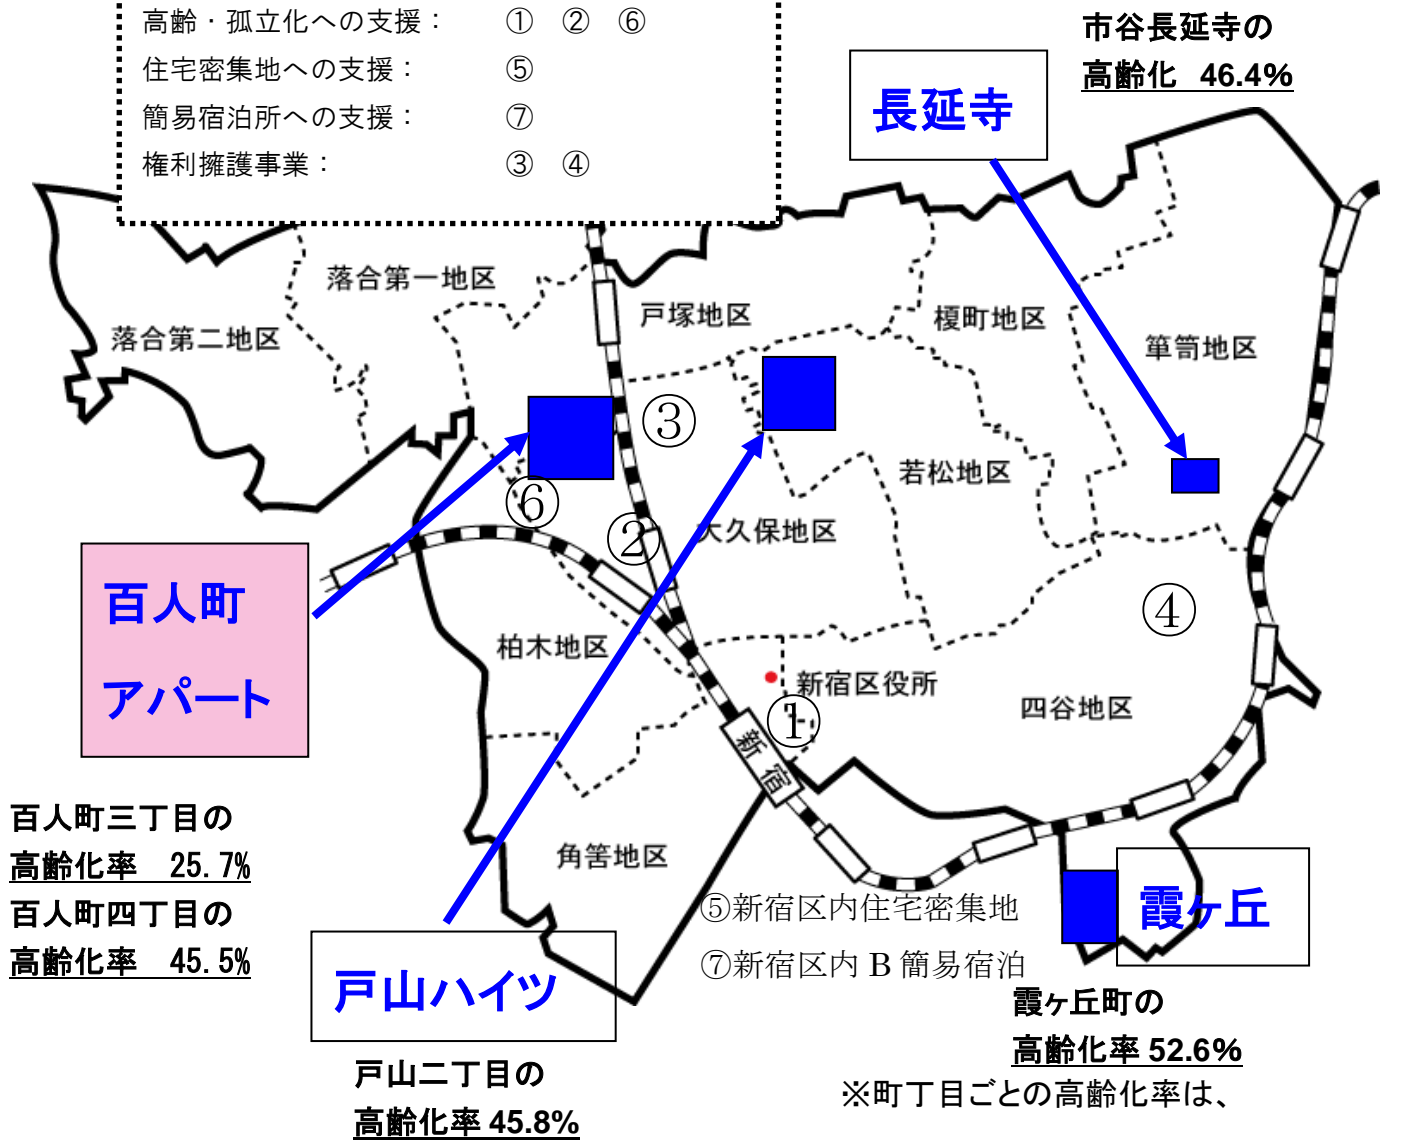 高齢・孤立化への支援： ① ② ⑥
住宅密集地への支援： ⑤
簡易宿泊所への支援： ⑦
権利擁護事業： ③ ④
市谷長延寺の
高齢化 46.4%
長延寺
落合第一地区
落合第二地区
戸塚地区
榎町地区
箪笥地区
③
若松地区
⑥
②
大久保地区
④
百人町
アパート
柏木地区
新宿区役所
四谷地区
①
新宿
百人町三丁目の
高齢化率 25.7%
百人町四丁目の
高齢化率 45.5%
角筈地区
⑤新宿区内住宅密集地
⑦新宿区内 B 簡易宿泊
霞ヶ丘
戸山ハイツ
霞ヶ丘町の
高齢化率 52.6%
戸山二丁目の
高齢化率 45.8%
※町丁目ごとの高齢化率は、